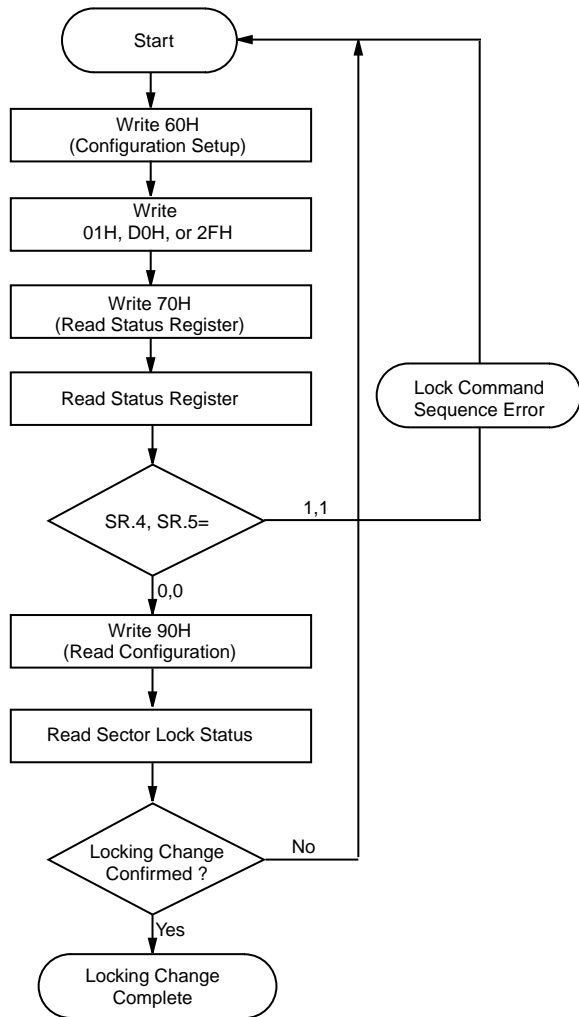 Start
Write 60H
(Configuration Setup)
Write
01H, D0H, or 2FH
Write 70H
(Read Status Register)
Read Status Register
Lock Command
Sequence Error
SR.4, SR.5=
1,1
0,0
Write 90H
(Read Configuration)
Read Sector Lock Status
Locking Change
Confirmed ?
No
Yes
Locking Change
Complete